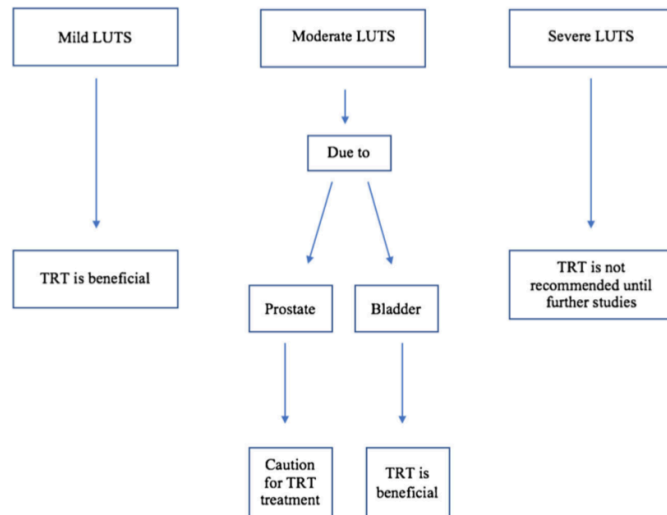 Mild LUTS
Moderate LUTS
Severe LUTS
Due to
TRT is beneficial
TRT is not
recommended until
further studies
Prostate
Bladder
Caution
for TRT
treatment
TRT is
beneficial